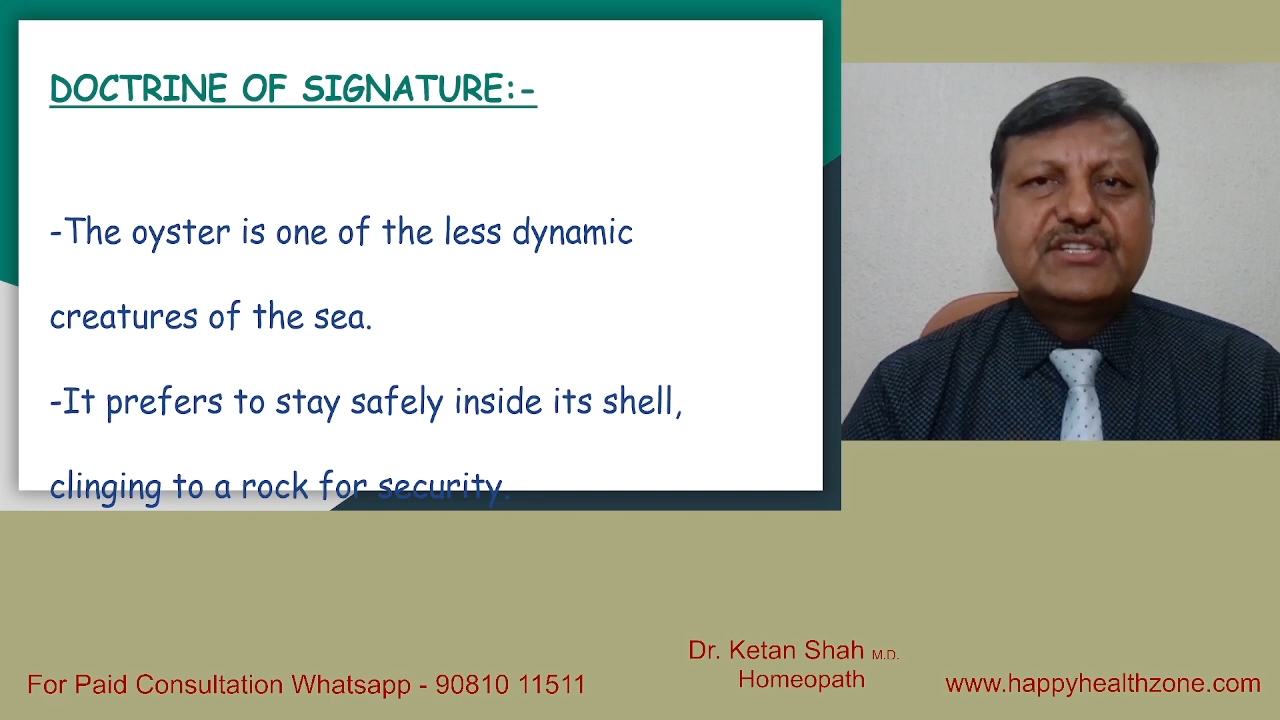 DOCTRINE OF SIGNATURE:-
-The oyster is one of the less dynamic
creatures of the sea.
-It prefers to stay safely inside its shell,
clinging to a rock for security.
Dr. Ketan Shah M.D.
Homeopath
For Paid Consultation Whatsapp - 90810 11511
www.happyhealthzone.com